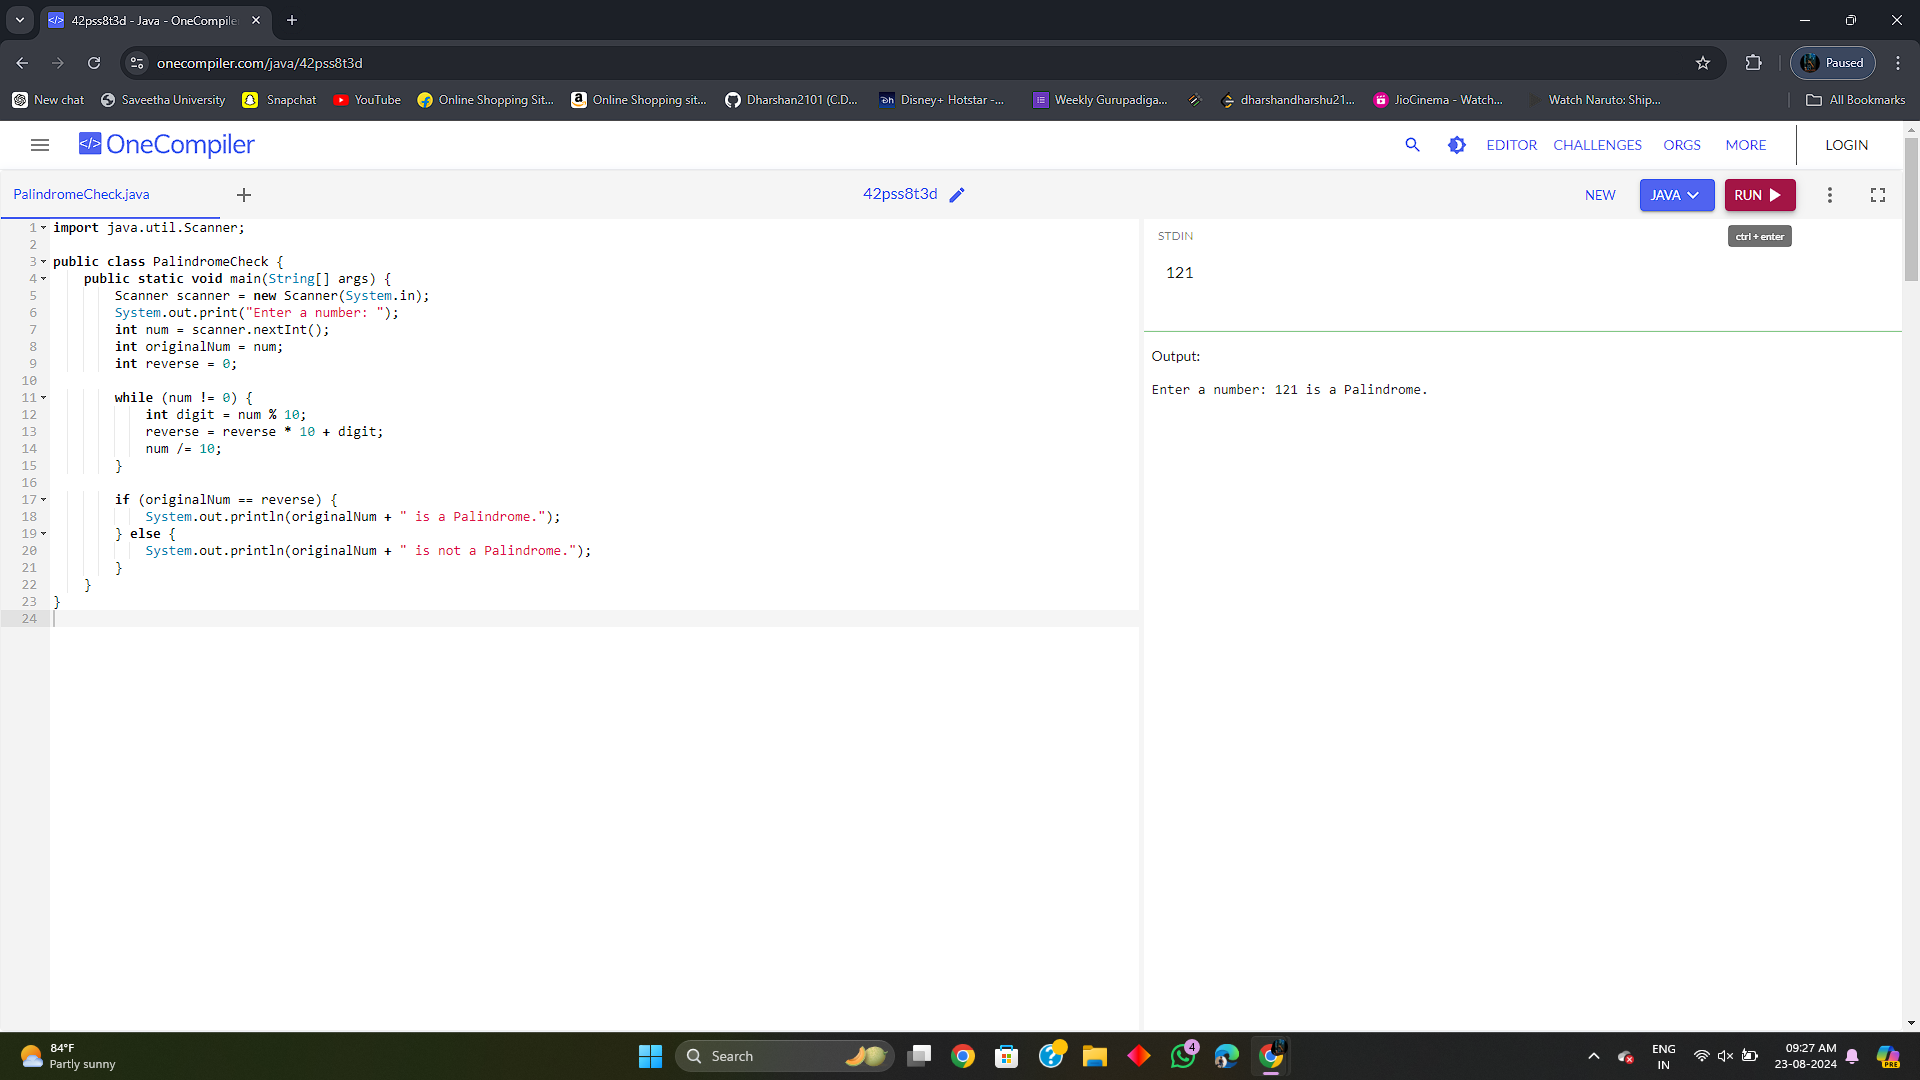 42pss8t3d - Java - OneCompiler
onecompiler.com/java/42pss8t3d
Paused
New chat
Saveetha University
Snapchat
YouTube
Online Shopping Sit...
Online Shopping sit...
Dharshan2101 (C.D...
Disney+ Hotstar -...
Weekly Gurupadiga...
dharshandharshu21...
JioCinema - Watch...
Watch Naruto: Ship...
All Bookmarks
OneCompiler
EDITOR
CHALLENGES
ORGS
MORE
LOGIN
PalindromeCheck.java
42pss8t3d
NEW
JAVA
RUN
ctrl + enter
1 import java.util.Scanner;
2
3 public class PalindromeCheck {
4 public static void main(String[] args) {
5 Scanner scanner = new Scanner(System.in);
6 System.out.print("Enter a number: ");
7 int num = scanner.nextInt();
8 int originalNum = num;
9 int reverse = 0;
10
11 while (num != 0) {
12 int digit = num % 10;
13 reverse = reverse * 10 + digit;
14 num /= 10;
15 }
16
17 if (originalNum == reverse) {
18 System.out.println(originalNum + " is a Palindrome.");
19 } else {
20 System.out.println(originalNum + " is not a Palindrome.");
21 }
22 }
23 }
24
STDIN
121
Output:
Enter a number: 121 is a Palindrome.
84°F
Partly sunny
Search
4
ENG
IN
09:27 AM
23-08-2024
PRE